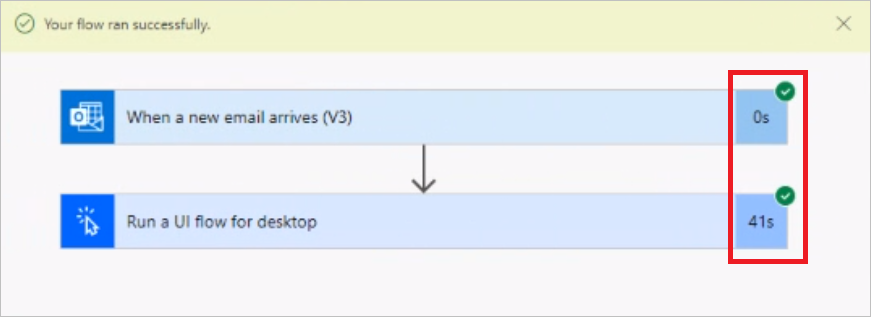 Your flow ran successfully.
When a new email arrives (V3)
0s
Run a UI flow for desktop
41s